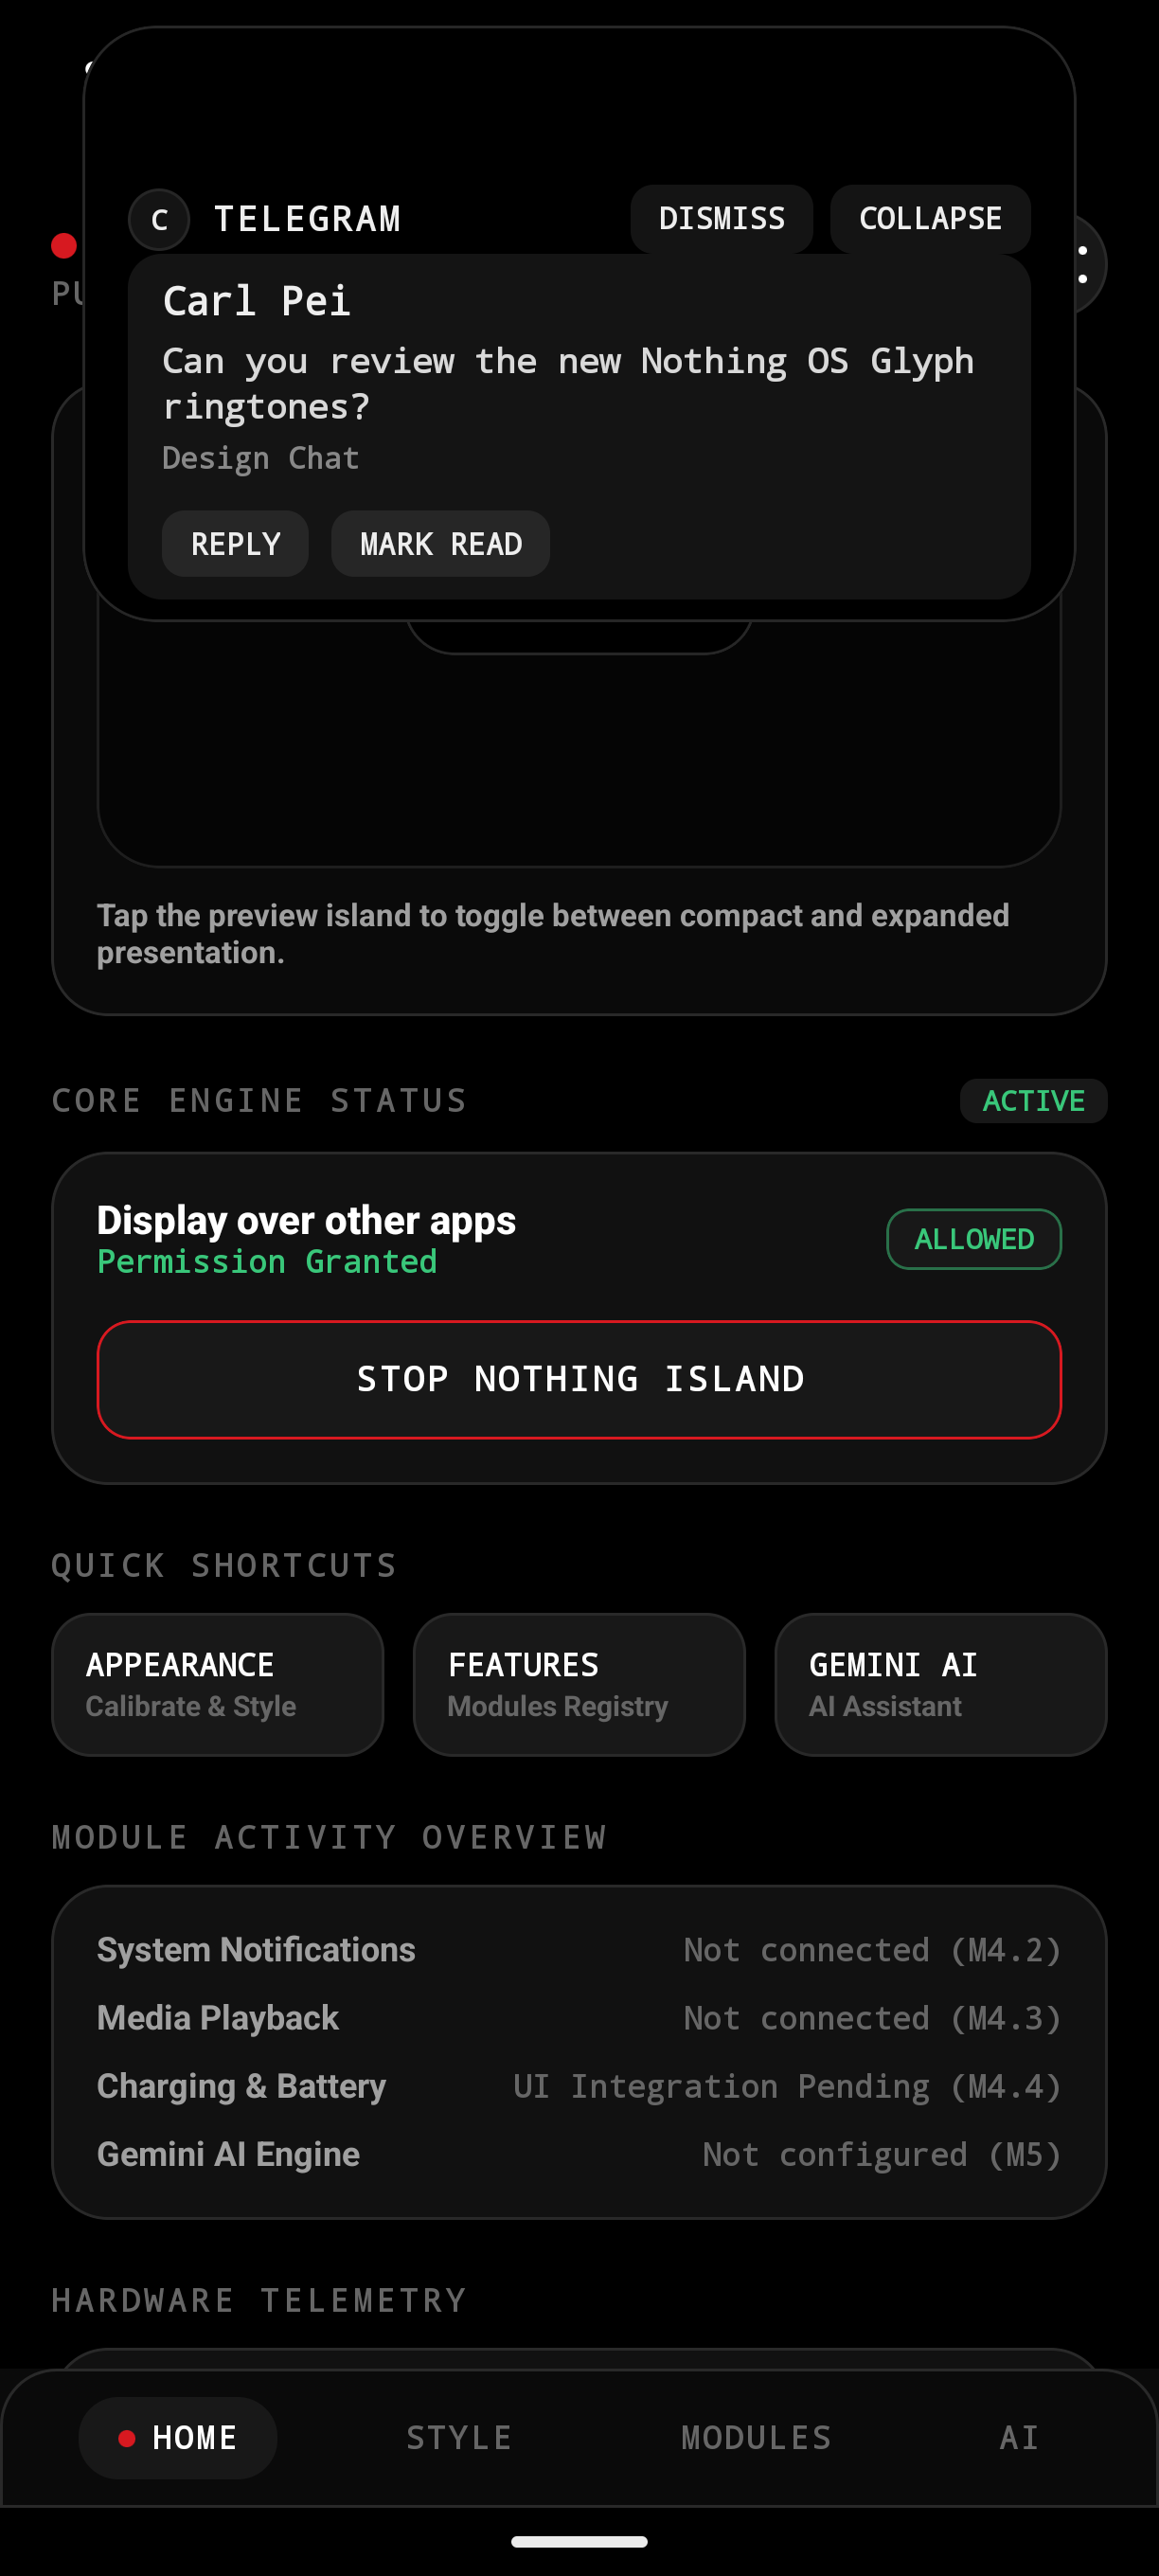 C TELEGRAM DISMISS COLLAPSE
Carl Pei
Can you review the new Nothing OS Glyph
ringtones?
Design Chat
REPLY MARK READ
Tap the preview island to toggle between compact and expanded
presentation.
CORE ENGINE STATUS ACTIVE
Display over other apps
Permission Granted
ALLOWED
STOP NOTHING ISLAND
QUICK SHORTCUTS
APPEARANCE
Calibrate & Style
FEATURES
Modules Registry
GEMINI AI
AI Assistant
MODULE ACTIVITY OVERVIEW
System Notifications Not connected (M4.2)
Media Playback Not connected (M4.3)
Charging & Battery UI Integration Pending (M4.4)
Gemini AI Engine Not configured (M5)
HARDWARE TELEMETRY
HOME STYLE MODULES AI